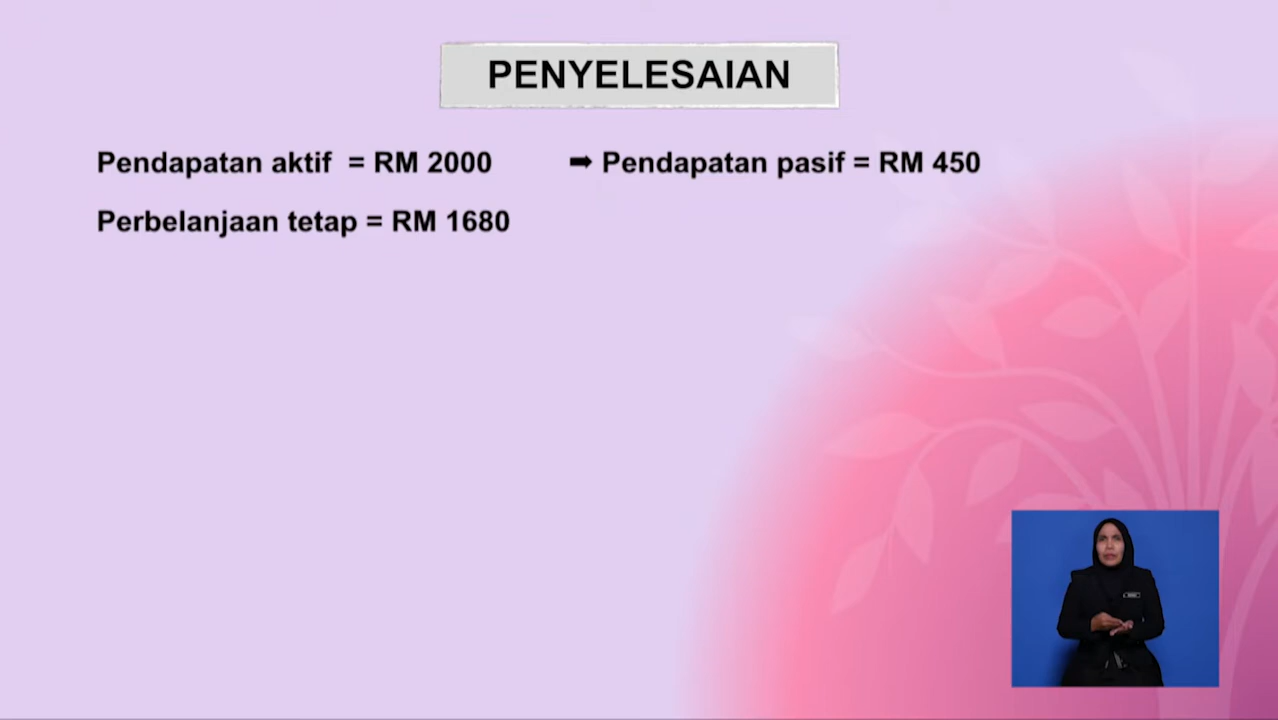 PENYELESAIAN
Pendapatan aktif = RM 2000 ➡ Pendapatan pasif = RM 450
Perbelanjaan tetap = RM 1680